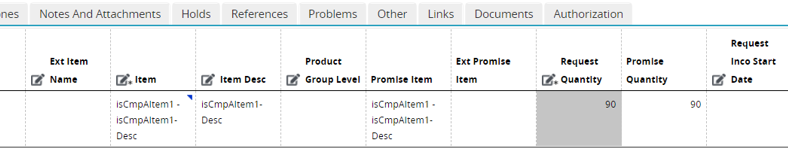 nes Notes And Attachments Holds References Problems Other Links Documents Authorization
Request
Ext Item Product Ext Promise Request Promise Inco Start
Name * Item Item Desc Group Level Promise Item Item * Quantity Quantity Date
isCmpAItem1 - isCmpAItem1- isCmpAItem1 - 90 90
isCmpAItem1- Desc isCmpAItem1-
Desc Desc